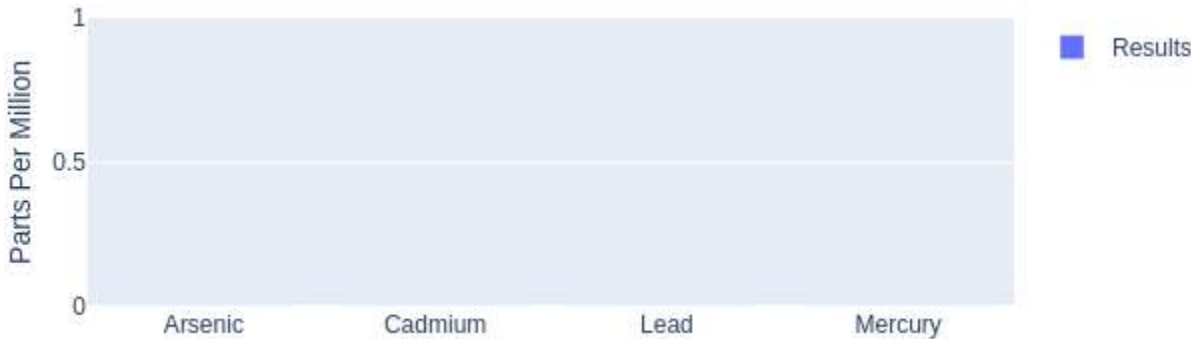 1
Results
Parts Per Million
0.5
0
Arsenic Cadmium Lead Mercury